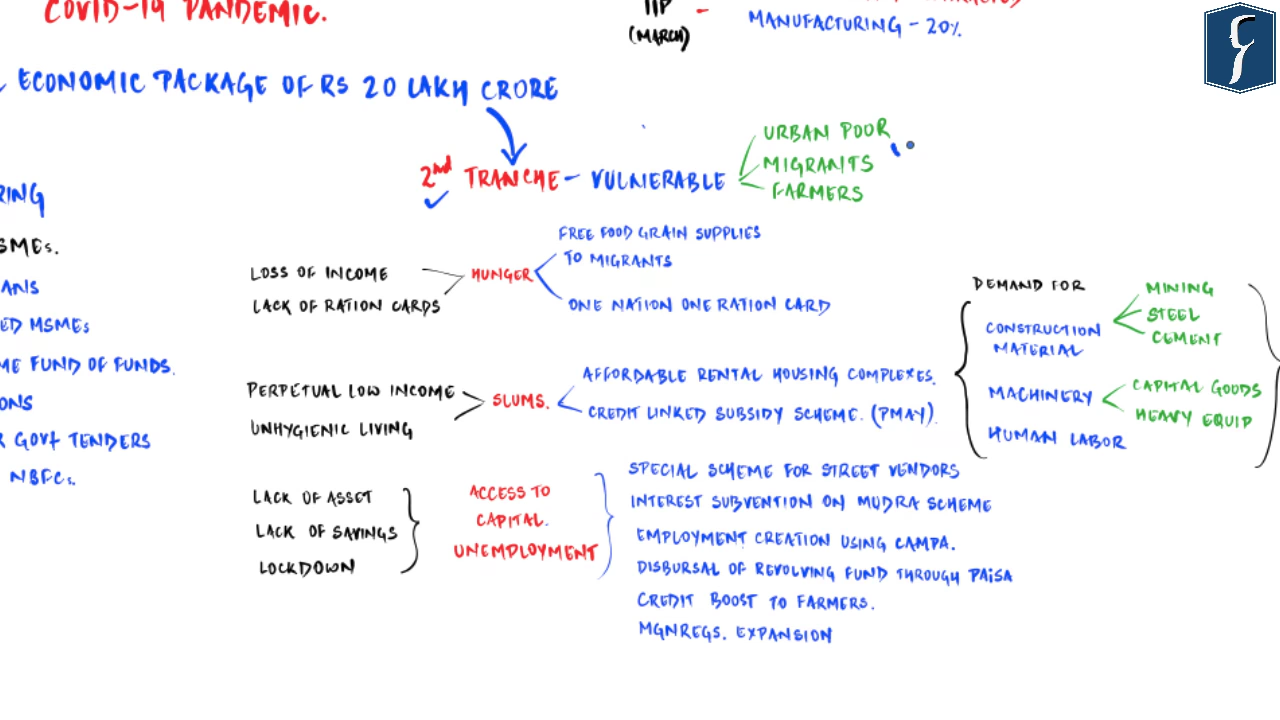 COVID-19 PANDEMIC.
IIP - 
(MARCH)
MANUFACTURING - 20%.
ECONOMIC PACKAGE OF RS 20 LAKH CRORE
2nd TRANCHE - VULNERABLE
URBAN POOR
MIGRANTS
FARMERS
RING
SMEs.
ANS
ED MSMEs
ME FUND OF FUNDS.
ONS
R GOVt TENDERS
NBFCs.
LOSS OF INCOME
LACK OF RATION CARDS
HUNGER
FREE FOOD GRAIN SUPPLIES
TO MIGRANTS
ONE NATION ONE RATION CARD
PERPETUAL LOW INCOME
UNHYGIENIC LIVING
SLUMS.
AFFORDABLE RENTAL HOUSING COMPLEXES.
CREDIT LINKED SUBSIDY SCHEME. (PMAY).
DEMAND FOR
CONSTRUCTION
MATERIAL
MINING
STEEL
CEMENT
MACHINERY
CAPITAL GOODS
HEAVY EQUIP
HUMAN LABOR
LACK OF ASSET
LACK OF SAVINGS
LOCKDOWN
ACCESS TO
CAPITAL.
UNEMPLOYMENT
SPECIAL SCHEME FOR STREET VENDORS
INTEREST SUBVENTION ON MUDRA SCHEME
EMPLOYMENT CREATION USING CAMPA.
DISBURSAL OF REVOLVING FUND THROUGH PAiSA
CREDIT BOOST TO FARMERS.
MGNREGS. EXPANSION